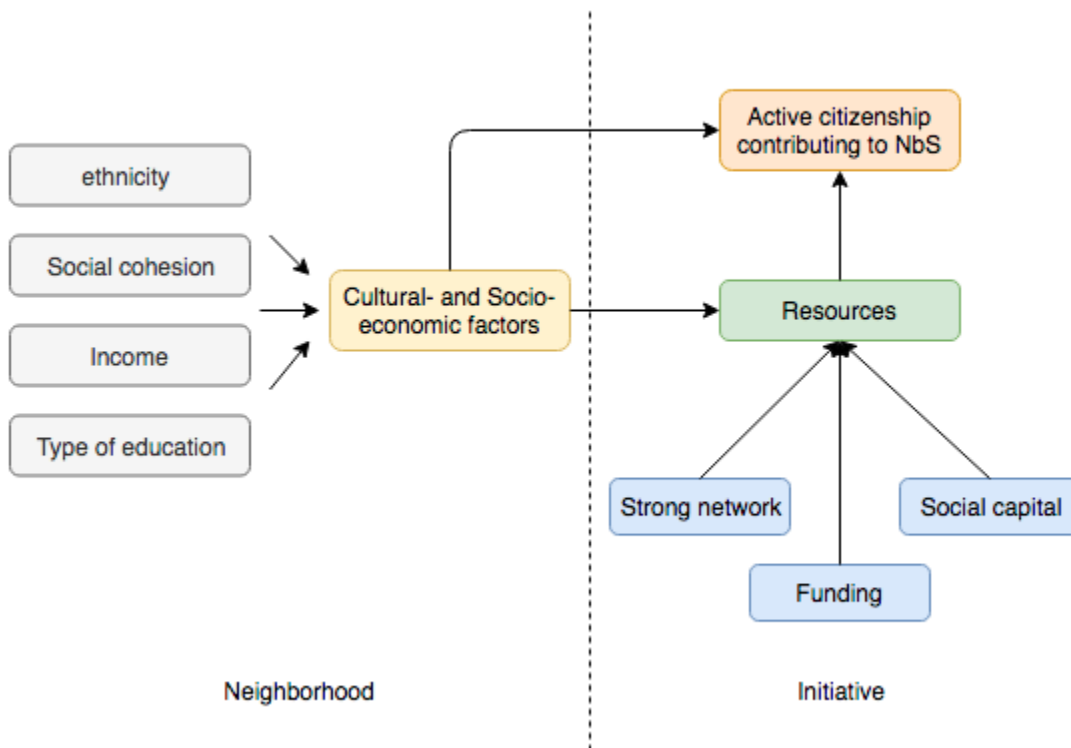 Active citizenship
contributing to NbS
ethnicity
Social cohesion
Cultural- and Socio-
economic factors
Resources
Income
Type of education
Strong network
Social capital
Funding
Neighborhood
Initiative